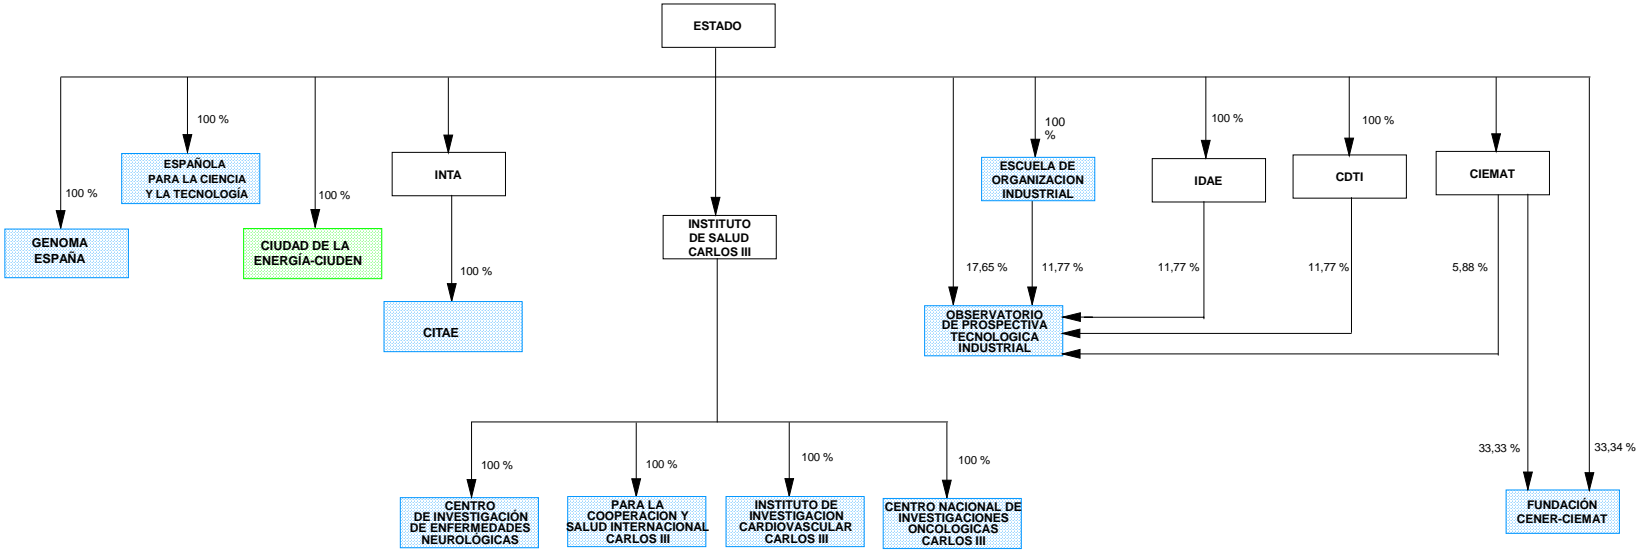 ESTADO
100 %
100 %
100 %
100
%
100 %
100 %
ESPAÑOLA
PARA LA CIENCIA
Y LA TECNOLOGÍA
INTA
ESCUELA DE
ORGANIZACION
INDUSTRIAL
IDAE
CDTI
CIEMAT
GENOMA
ESPAÑA
CIUDAD DE LA
ENERGÍA-CIUDEN
INSTITUTO
DE SALUD
CARLOS III
100 %
17,65 %
11,77 %
11,77 %
11,77 %
5,88 %
CITAE
OBSERVATORIO
DE PROSPECTIVA
TECNOLOGICA
INDUSTRIAL
33,33 %
33,34 %
100 %
100 %
100 %
100 %
CENTRO
DE INVESTIGACIÓN
DE ENFERMEDADES
NEUROLÓGICAS
PARA LA
COOPERACION Y
SALUD INTERNACIONAL
CARLOS III
INSTITUTO DE
INVESTIGACION
CARDIOVASCULAR
CARLOS III
CENTRO NACIONAL DE
INVESTIGACIONES
ONCOLOGICAS
CARLOS III
FUNDACIÓN
CENER-CIEMAT